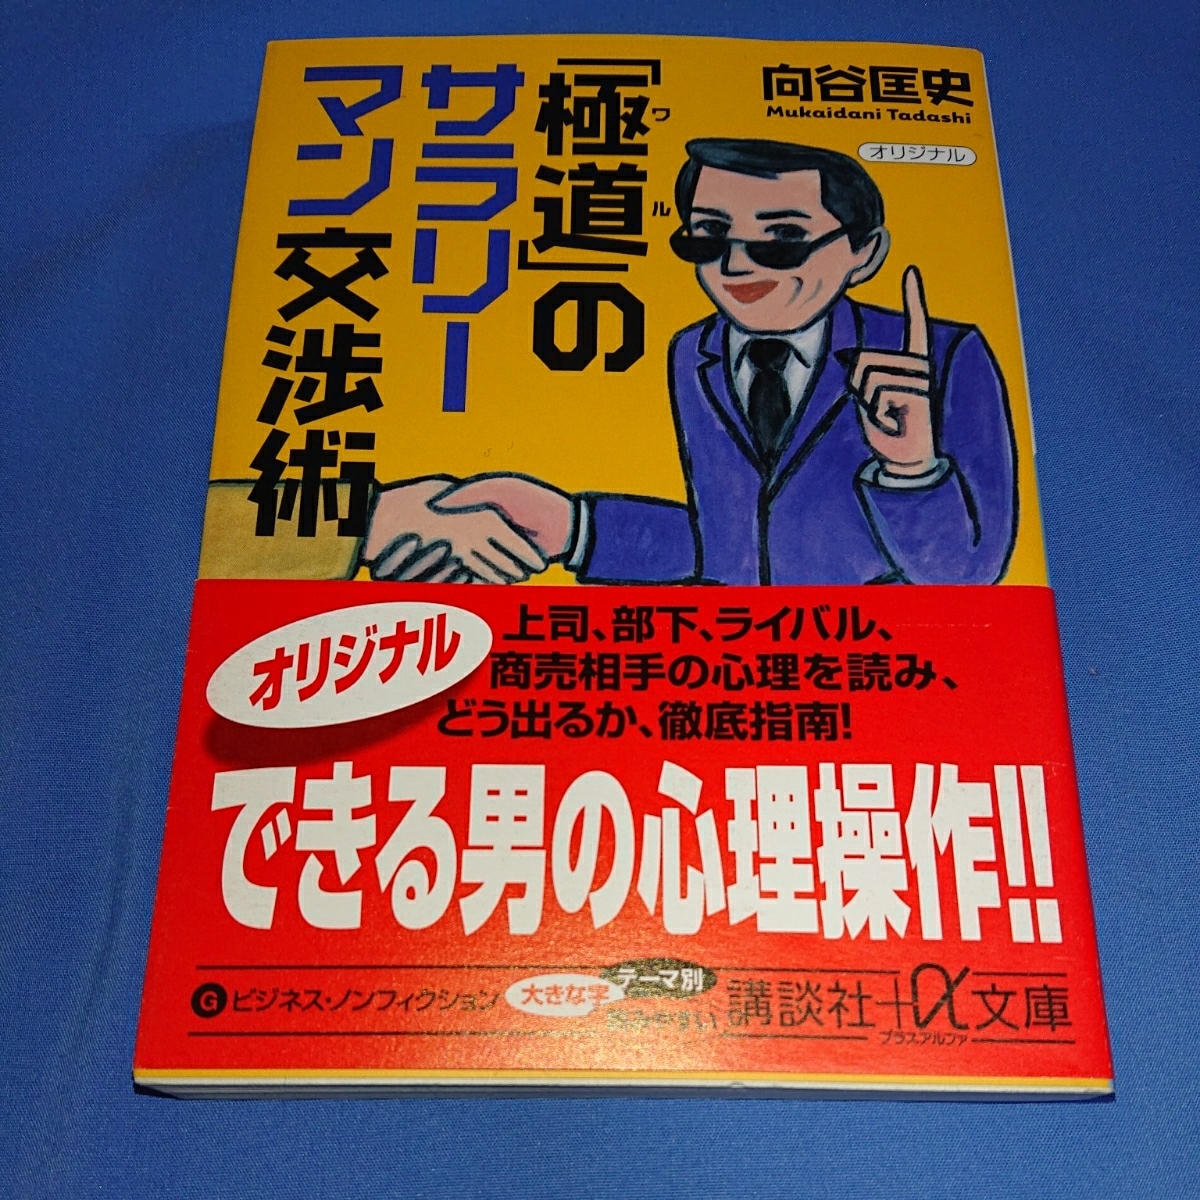 向谷匡史
Mukaidani Tadashi
オリジナル
「極道」の
ワル
サラリー
マン交渉術
オリジナル
上司、部下、ライバル、
商売相手の心理を読み、
どう出るか、徹底指南!
できる男の心理操作!!
G ビジネス・ノンフィクション
大きな字
テーマ別
読みやすい
講談社+α文庫
プラスアルファ